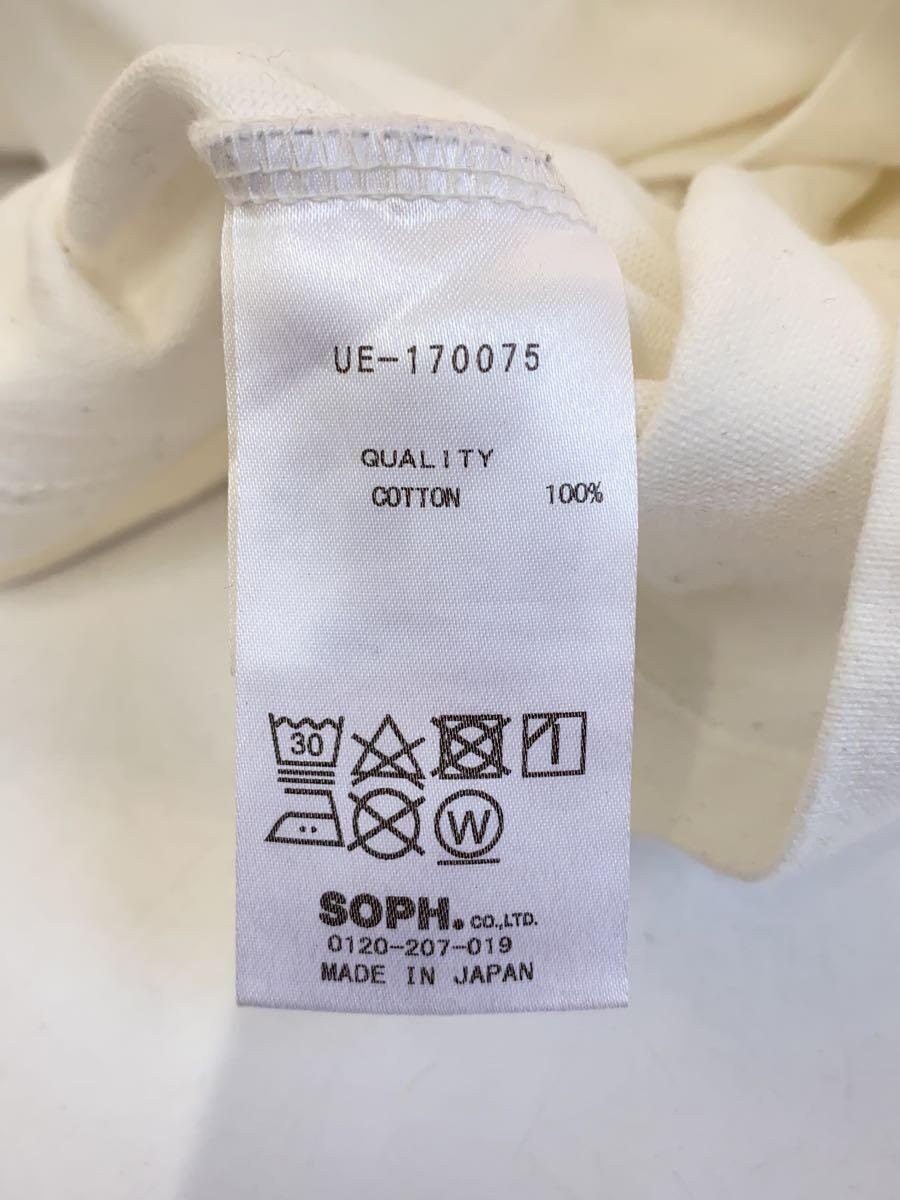 UE-170075
QUALITY
COTTON 100%
30
W
SOPH. CO.,LTD.
0120-207-019
MADE IN JAPAN